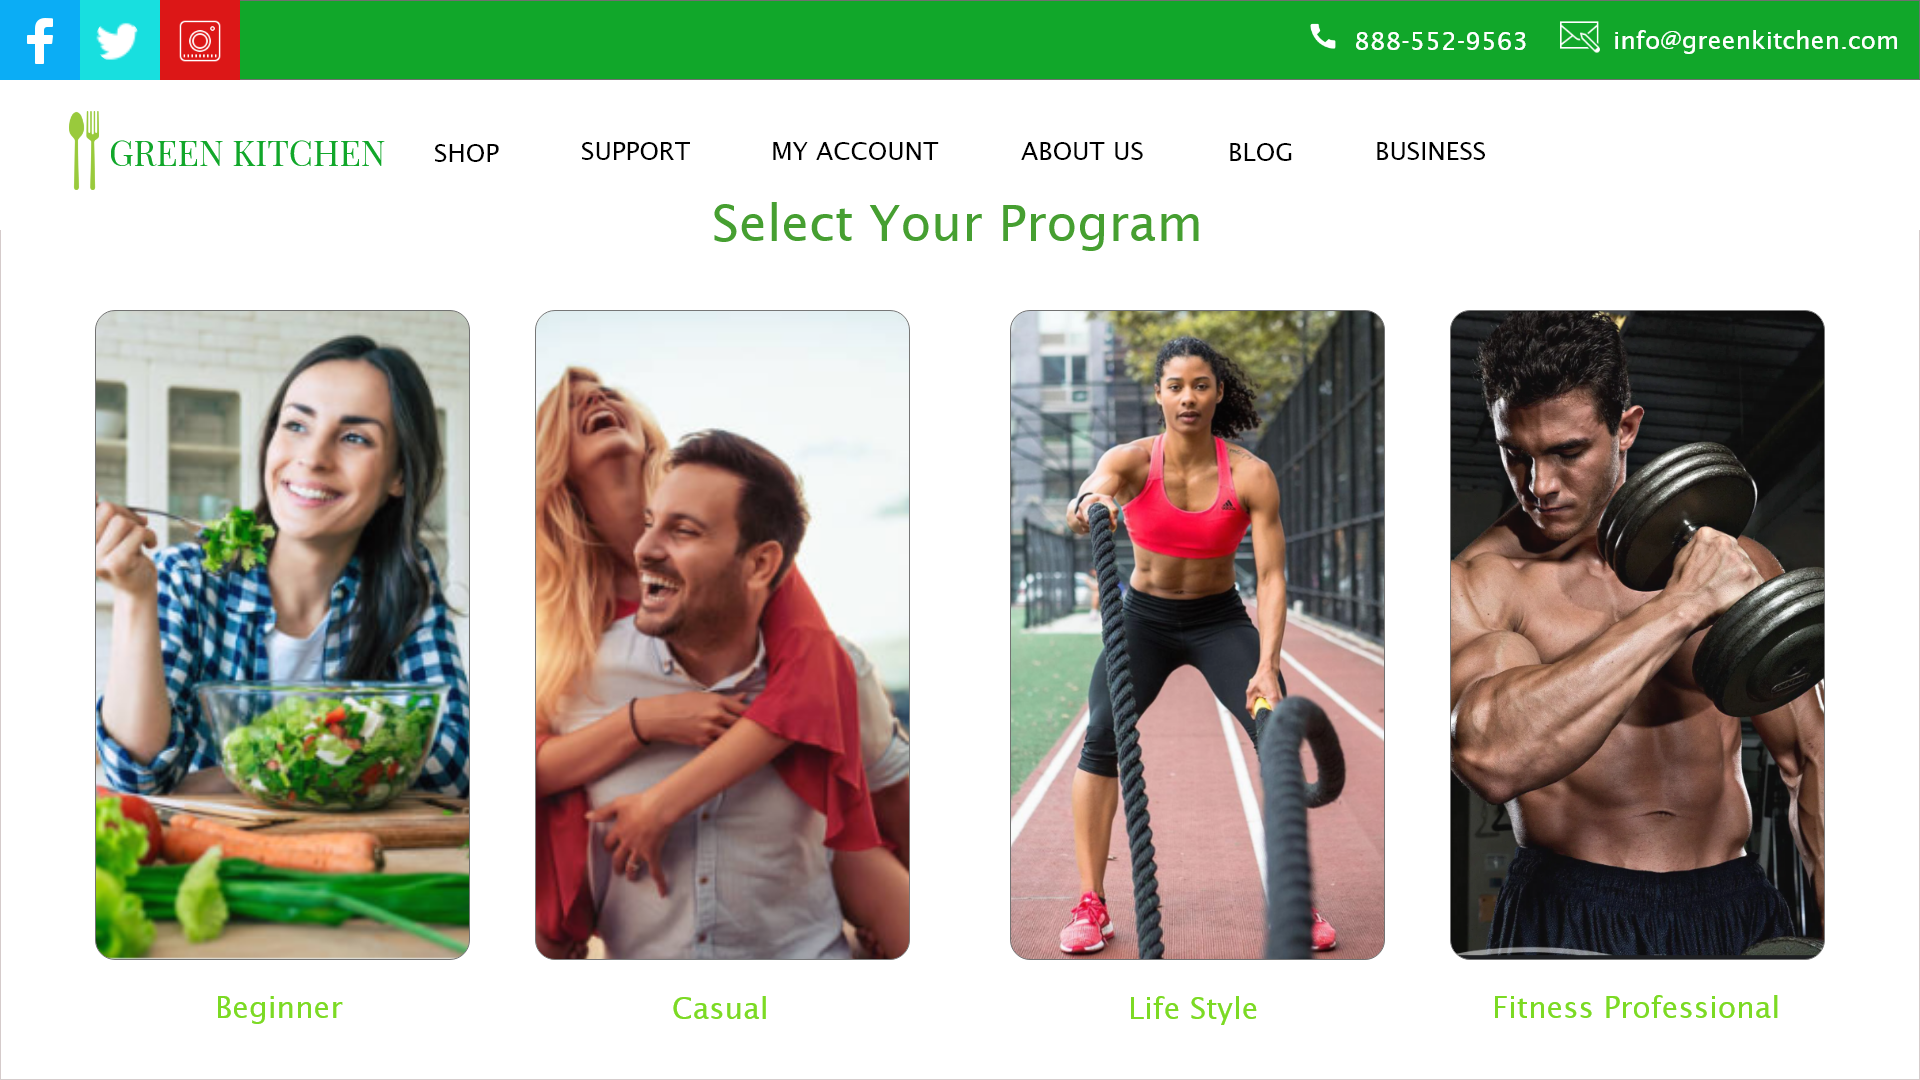 888-552-9563 info@greenkitchen.com
GREEN KITCHEN SHOP SUPPORT MY ACCOUNT ABOUT US BLOG BUSINESS
Select Your Program
Beginner Casual Life Style Fitness Professional